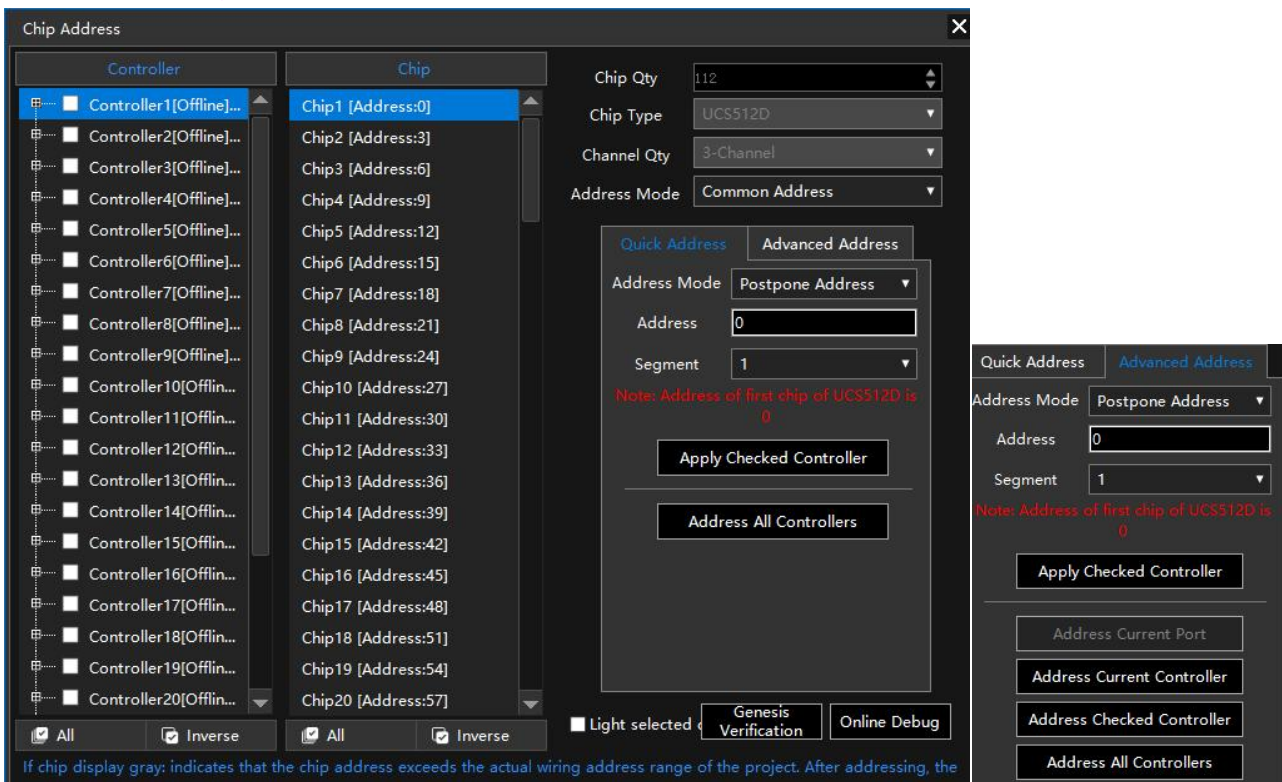 Chip Address
Controller
Controller1[Offline]...
Controller2[Offline]...
Controller3[Offline]...
Controller4[Offline]...
Controller5[Offline]...
Controller6[Offline]...
Controller7[Offline]...
Controller8[Offline]...
Controller9[Offline]...
Controller10[Offlin...
Controller11[Offlin...
Controller12[Offlin...
Controller13[Offlin...
Controller14[Offlin...
Controller15[Offlin...
Controller16[Offlin...
Controller17[Offlin...
Controller18[Offlin...
Controller19[Offlin...
Controller20[Offlin...
All
Inverse
Chip
Chip1 [Address:0]
Chip2 [Address:3]
Chip3 [Address:6]
Chip4 [Address:9]
Chip5 [Address:12]
Chip6 [Address:15]
Chip7 [Address:18]
Chip8 [Address:21]
Chip9 [Address:24]
Chip10 [Address:27]
Chip11 [Address:30]
Chip12 [Address:33]
Chip13 [Address:36]
Chip14 [Address:39]
Chip15 [Address:42]
Chip16 [Address:45]
Chip17 [Address:48]
Chip18 [Address:51]
Chip19 [Address:54]
Chip20 [Address:57]
All
Inverse
Chip Qty 112
Chip Type UCS512D
Channel Qty 3-Channel
Address Mode Common Address
Quick Address Advanced Address
Address Mode Postpone Address
Address 0
Segment 1
Note: Address of first chip of UCS512D is
0
Apply Checked Controller
Address All Controllers
Light selected
Genesis
Verification
Online Debug
If chip display gray: indicates that the chip address exceeds the actual wiring address range of the project. After addressing, the
Quick Address Advanced Address
Address Mode Postpone Address
Address 0
Segment 1
Note: Address of first chip of UCS512D is
0
Apply Checked Controller
Address Current Port
Address Current Controller
Address Checked Controller
Address All Controllers